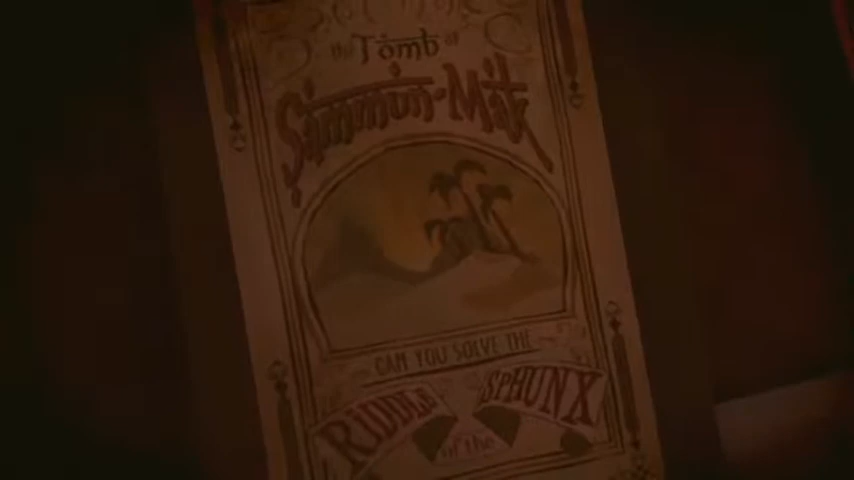 the Tomb of
Sammun-Mak
CAN YOU SOLVE THE
RIDDLE
of the
SPHUNX